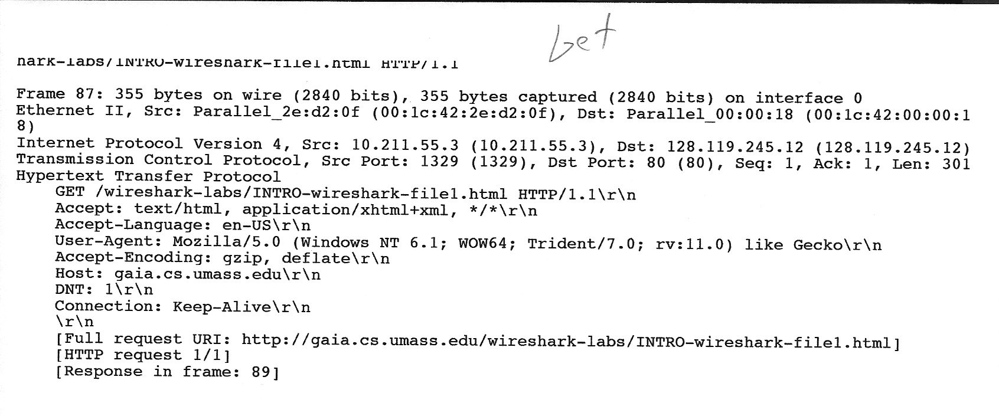 Get
hark-labs/INTRO-wireshark-file1.html HTTP/1.1
Frame 87: 355 bytes on wire (2840 bits), 355 bytes captured (2840 bits) on interface 0
Ethernet II, Src: Parallel_2e:d2:0f (00:1c:42:2e:d2:0f), Dst: Parallel_00:00:18 (00:1c:42:00:00:1
8)
Internet Protocol Version 4, Src: 10.211.55.3 (10.211.55.3), Dst: 128.119.245.12 (128.119.245.12)
Transmission Control Protocol, Src Port: 1329 (1329), Dst Port: 80 (80), Seq: 1, Ack: 1, Len: 301
Hypertext Transfer Protocol
GET /wireshark-labs/INTRO-wireshark-file1.html HTTP/1.1\r\n
Accept: text/html, application/xhtml+xml, */*\r\n
Accept-Language: en-US\r\n
User-Agent: Mozilla/5.0 (Windows NT 6.1; WOW64; Trident/7.0; rv:11.0) like Gecko\r\n
Accept-Encoding: gzip, deflate\r\n
Host: gaia.cs.umass.edu\r\n
DNT: 1\r\n
Connection: Keep-Alive\r\n
\r\n
[Full request URI: http://gaia.cs.umass.edu/wireshark-labs/INTRO-wireshark-file1.html]
[HTTP request 1/1]
[Response in frame: 89]